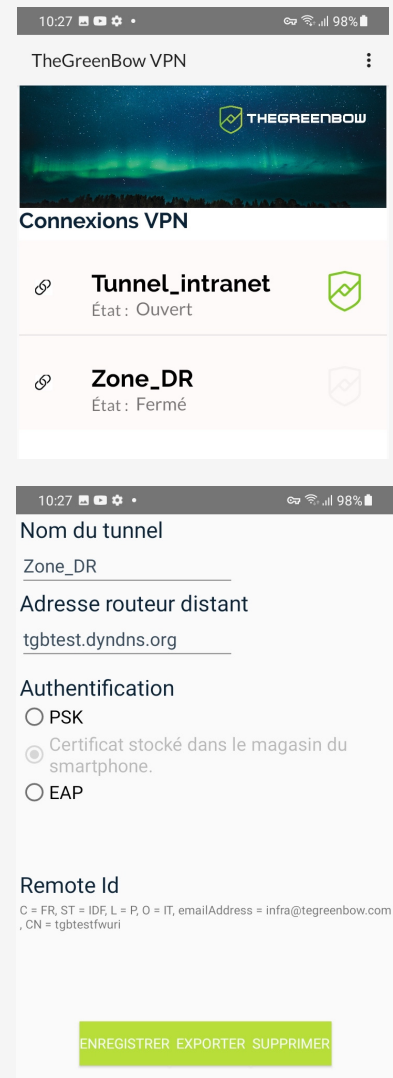 10:27 98%
TheGreenBow VPN
THEGREENBOW
Connexions VPN
Tunnel_intranet
État : Ouvert
Zone_DR
État : Fermé
10:27 98%
Nom du tunnel
Zone_DR
Adresse routeur distant
tgbtest.dyndns.org
Authentification
PSK
Certificat stocké dans le magasin du
smartphone.
EAP
Remote Id
C = FR, ST = IDF, L = P, O = IT, emailAddress = infra@tegreenbow.com
, CN = tgbtestfwuri
ENREGISTRER EXPORTER SUPPRIMER